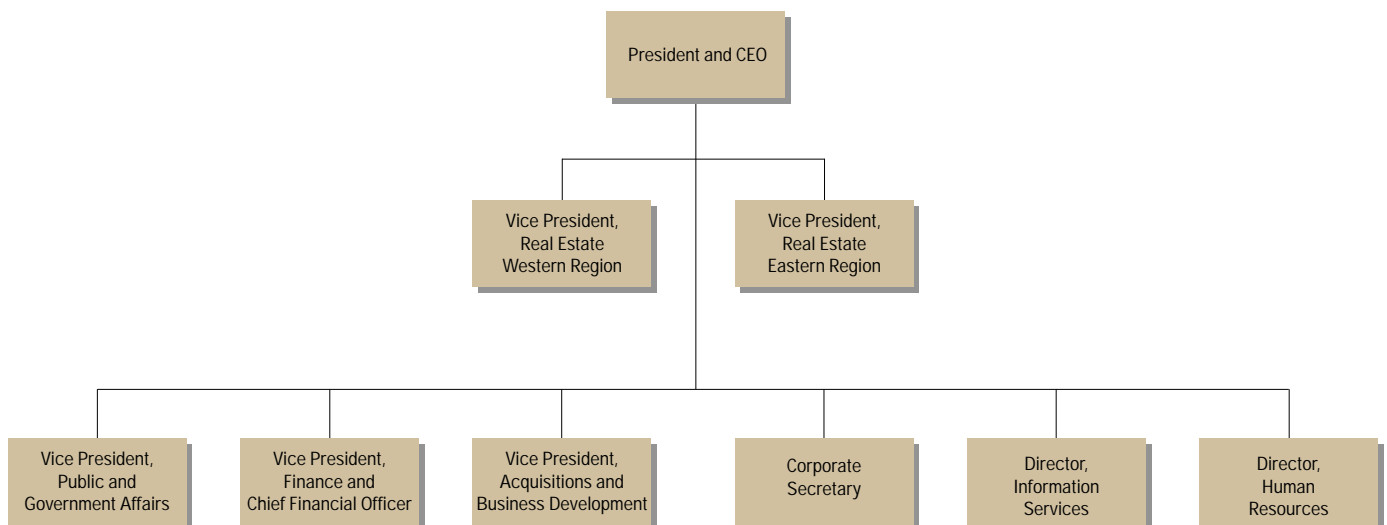 President and CEO
Vice President,
Real Estate
Western Region
Vice President,
Real Estate
Eastern Region
Vice President,
Public and
Government Affairs
Vice President,
Finance and
Chief Financial Officer
Vice President,
Acquisitions and
Business Development
Corporate
Secretary
Director,
Information
Services
Director,
Human
Resources